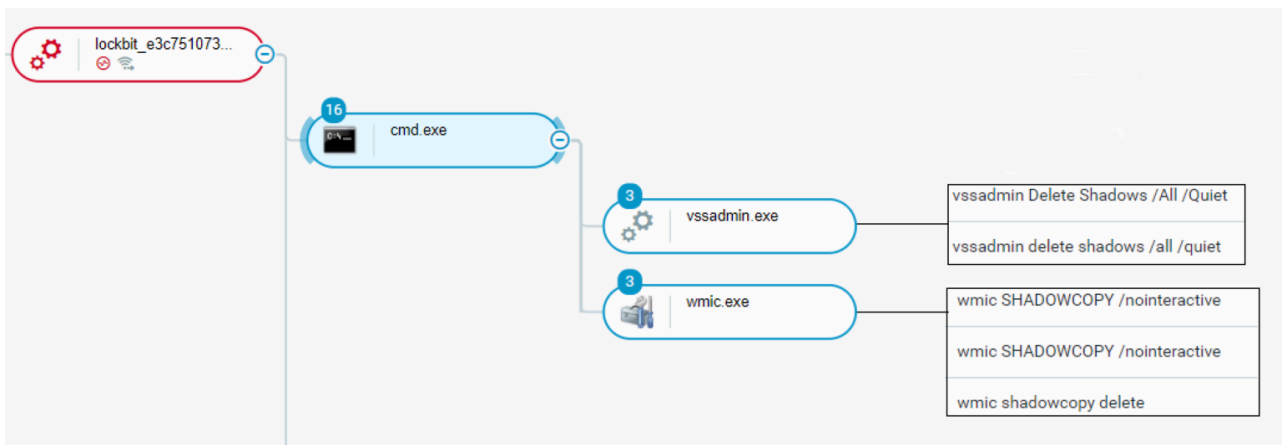 lockbit_e3c751073...
16
cmd.exe
3
vssadmin.exe
vssadmin Delete Shadows /All /Quiet
vssadmin delete shadows /all /quiet
3
wmic.exe
wmic SHADOWCOPY /nointeractive
wmic SHADOWCOPY /nointeractive
wmic shadowcopy delete